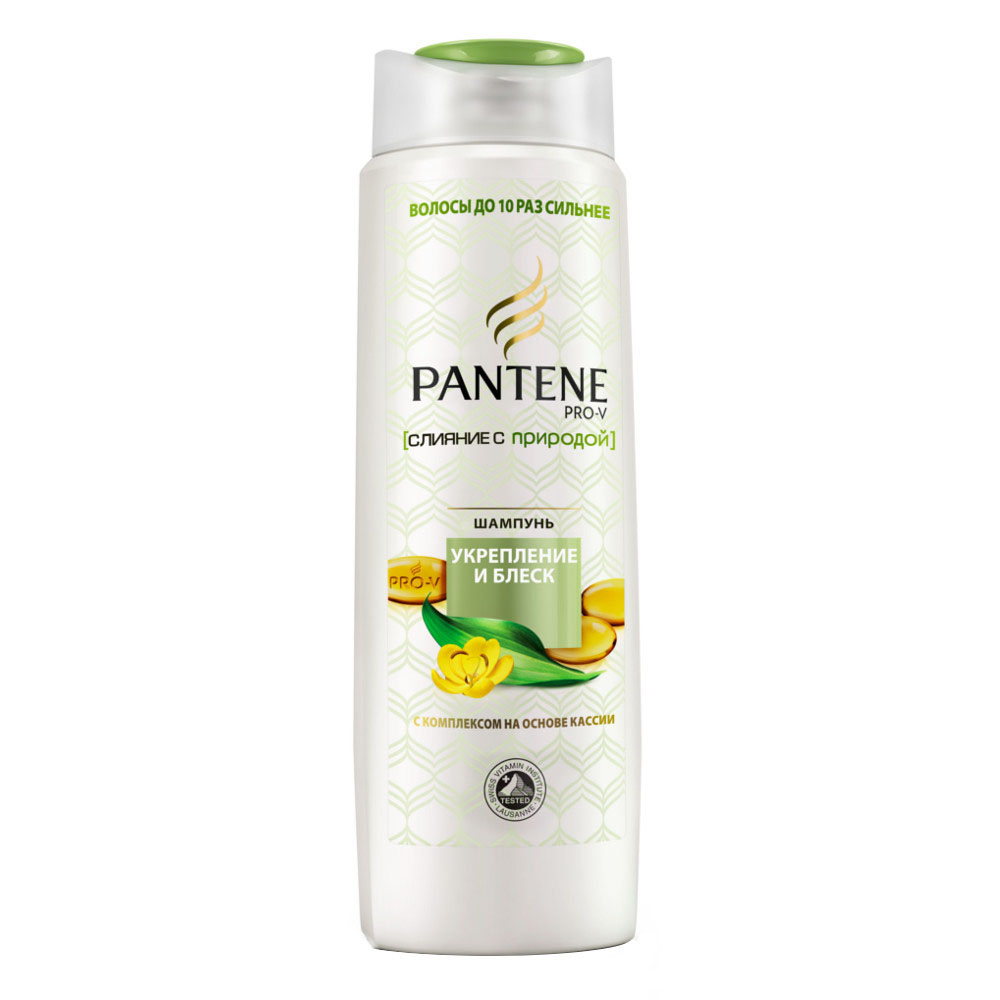 ВОЛОСЫ ДО 10 РАЗ СИЛЬНЕЕ
PANTENE
PRO-V
[СЛИЯНИЕ С природой]
ШАМПУНЬ
УКРЕПЛЕНИЕ
И БЛЕСК
PRO-V
С КОМПЛЕКСОМ НА ОСНОВЕ КАССИИ
SWISS VITAMIN INSTITUTE
TESTED
LAUSANNE